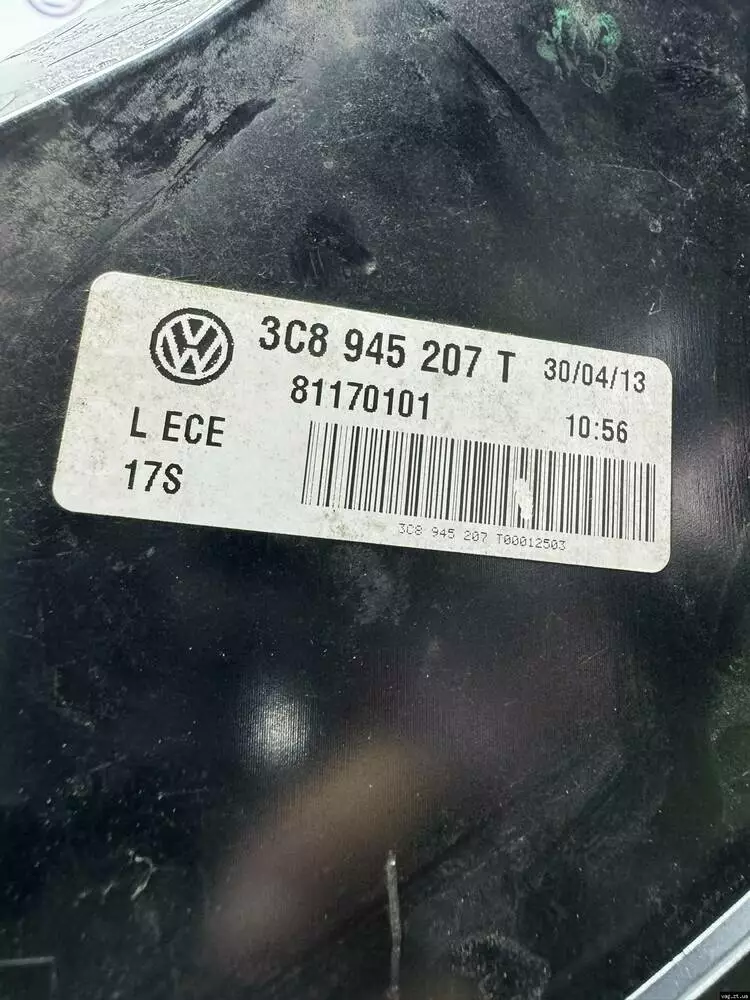 3C8 945 207 T 30/04/13
81170101 10:56
L ECE
17S
3C8 945 207 T00012503
vag.zt.ua